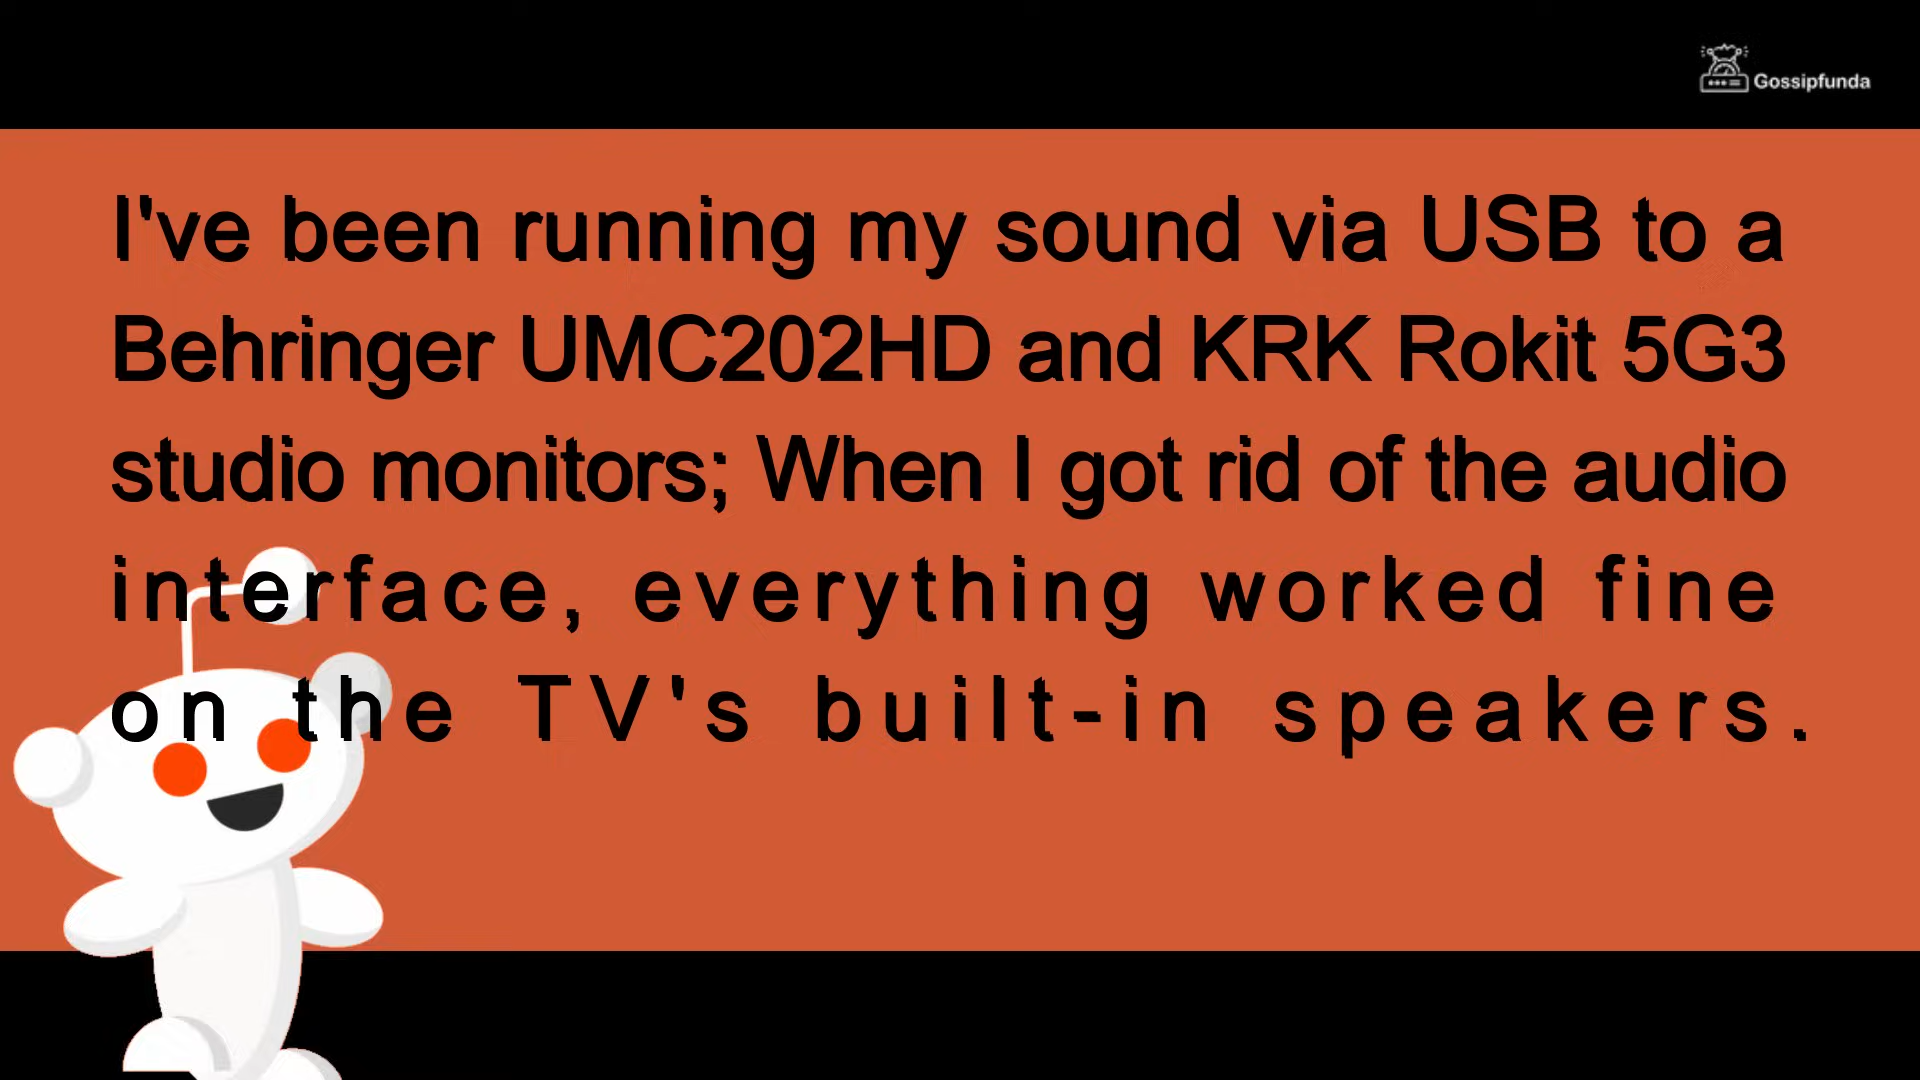 Gossipfunda
I've been running my sound via USB to a
Behringer UMC202HD and KRK Rokit 5G3
studio monitors; When I got rid of the audio
interface, everything worked fine
on the TV's built-in speakers.